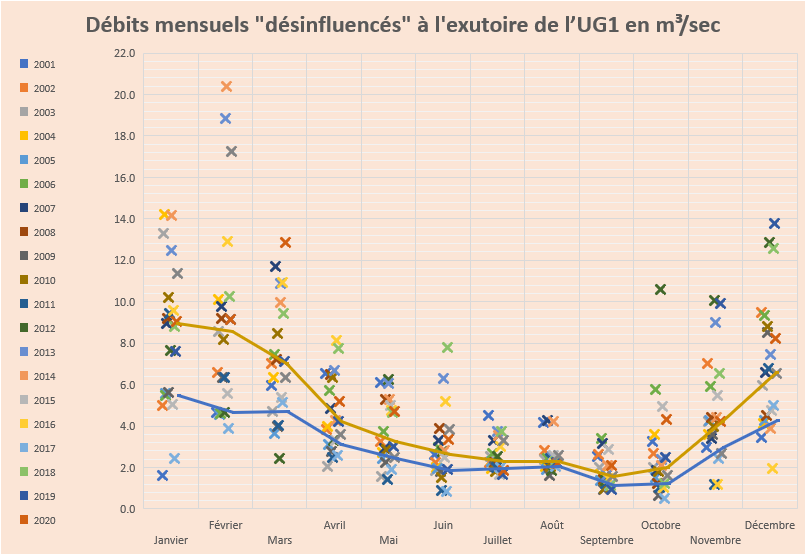 Débits mensuels "désinfluencés" à l'exutoire de l’UG1 en m³/sec
22.0
20.0
18.0
16.0
14.0
12.0
10.0
8.0
6.0
4.0
2.0
0.0
2001
2002
2003
2004
2005
2006
2007
2008
2009
2010
2011
2012
2013
2014
2015
2016
2017
2018
2019
2020
Janvier
Février
Mars
Avril
Mai
Juin
Juillet
Août
Septembre
Octobre
Novembre
Décembre